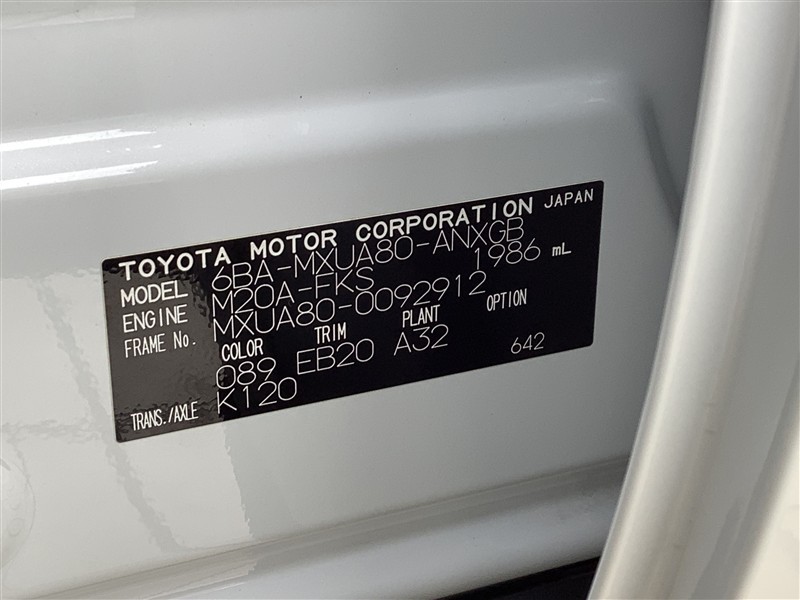 TOYOTA MOTOR CORPORATION JAPAN
MODEL 6BA-MXUA80-ANXGB
ENGINE M20A-FKS 1986 mL
FRAME No. MXUA80-0092912
COLOR TRIM PLANT OPTION
089 EB20 A32 642
TRANS./AXLE K120